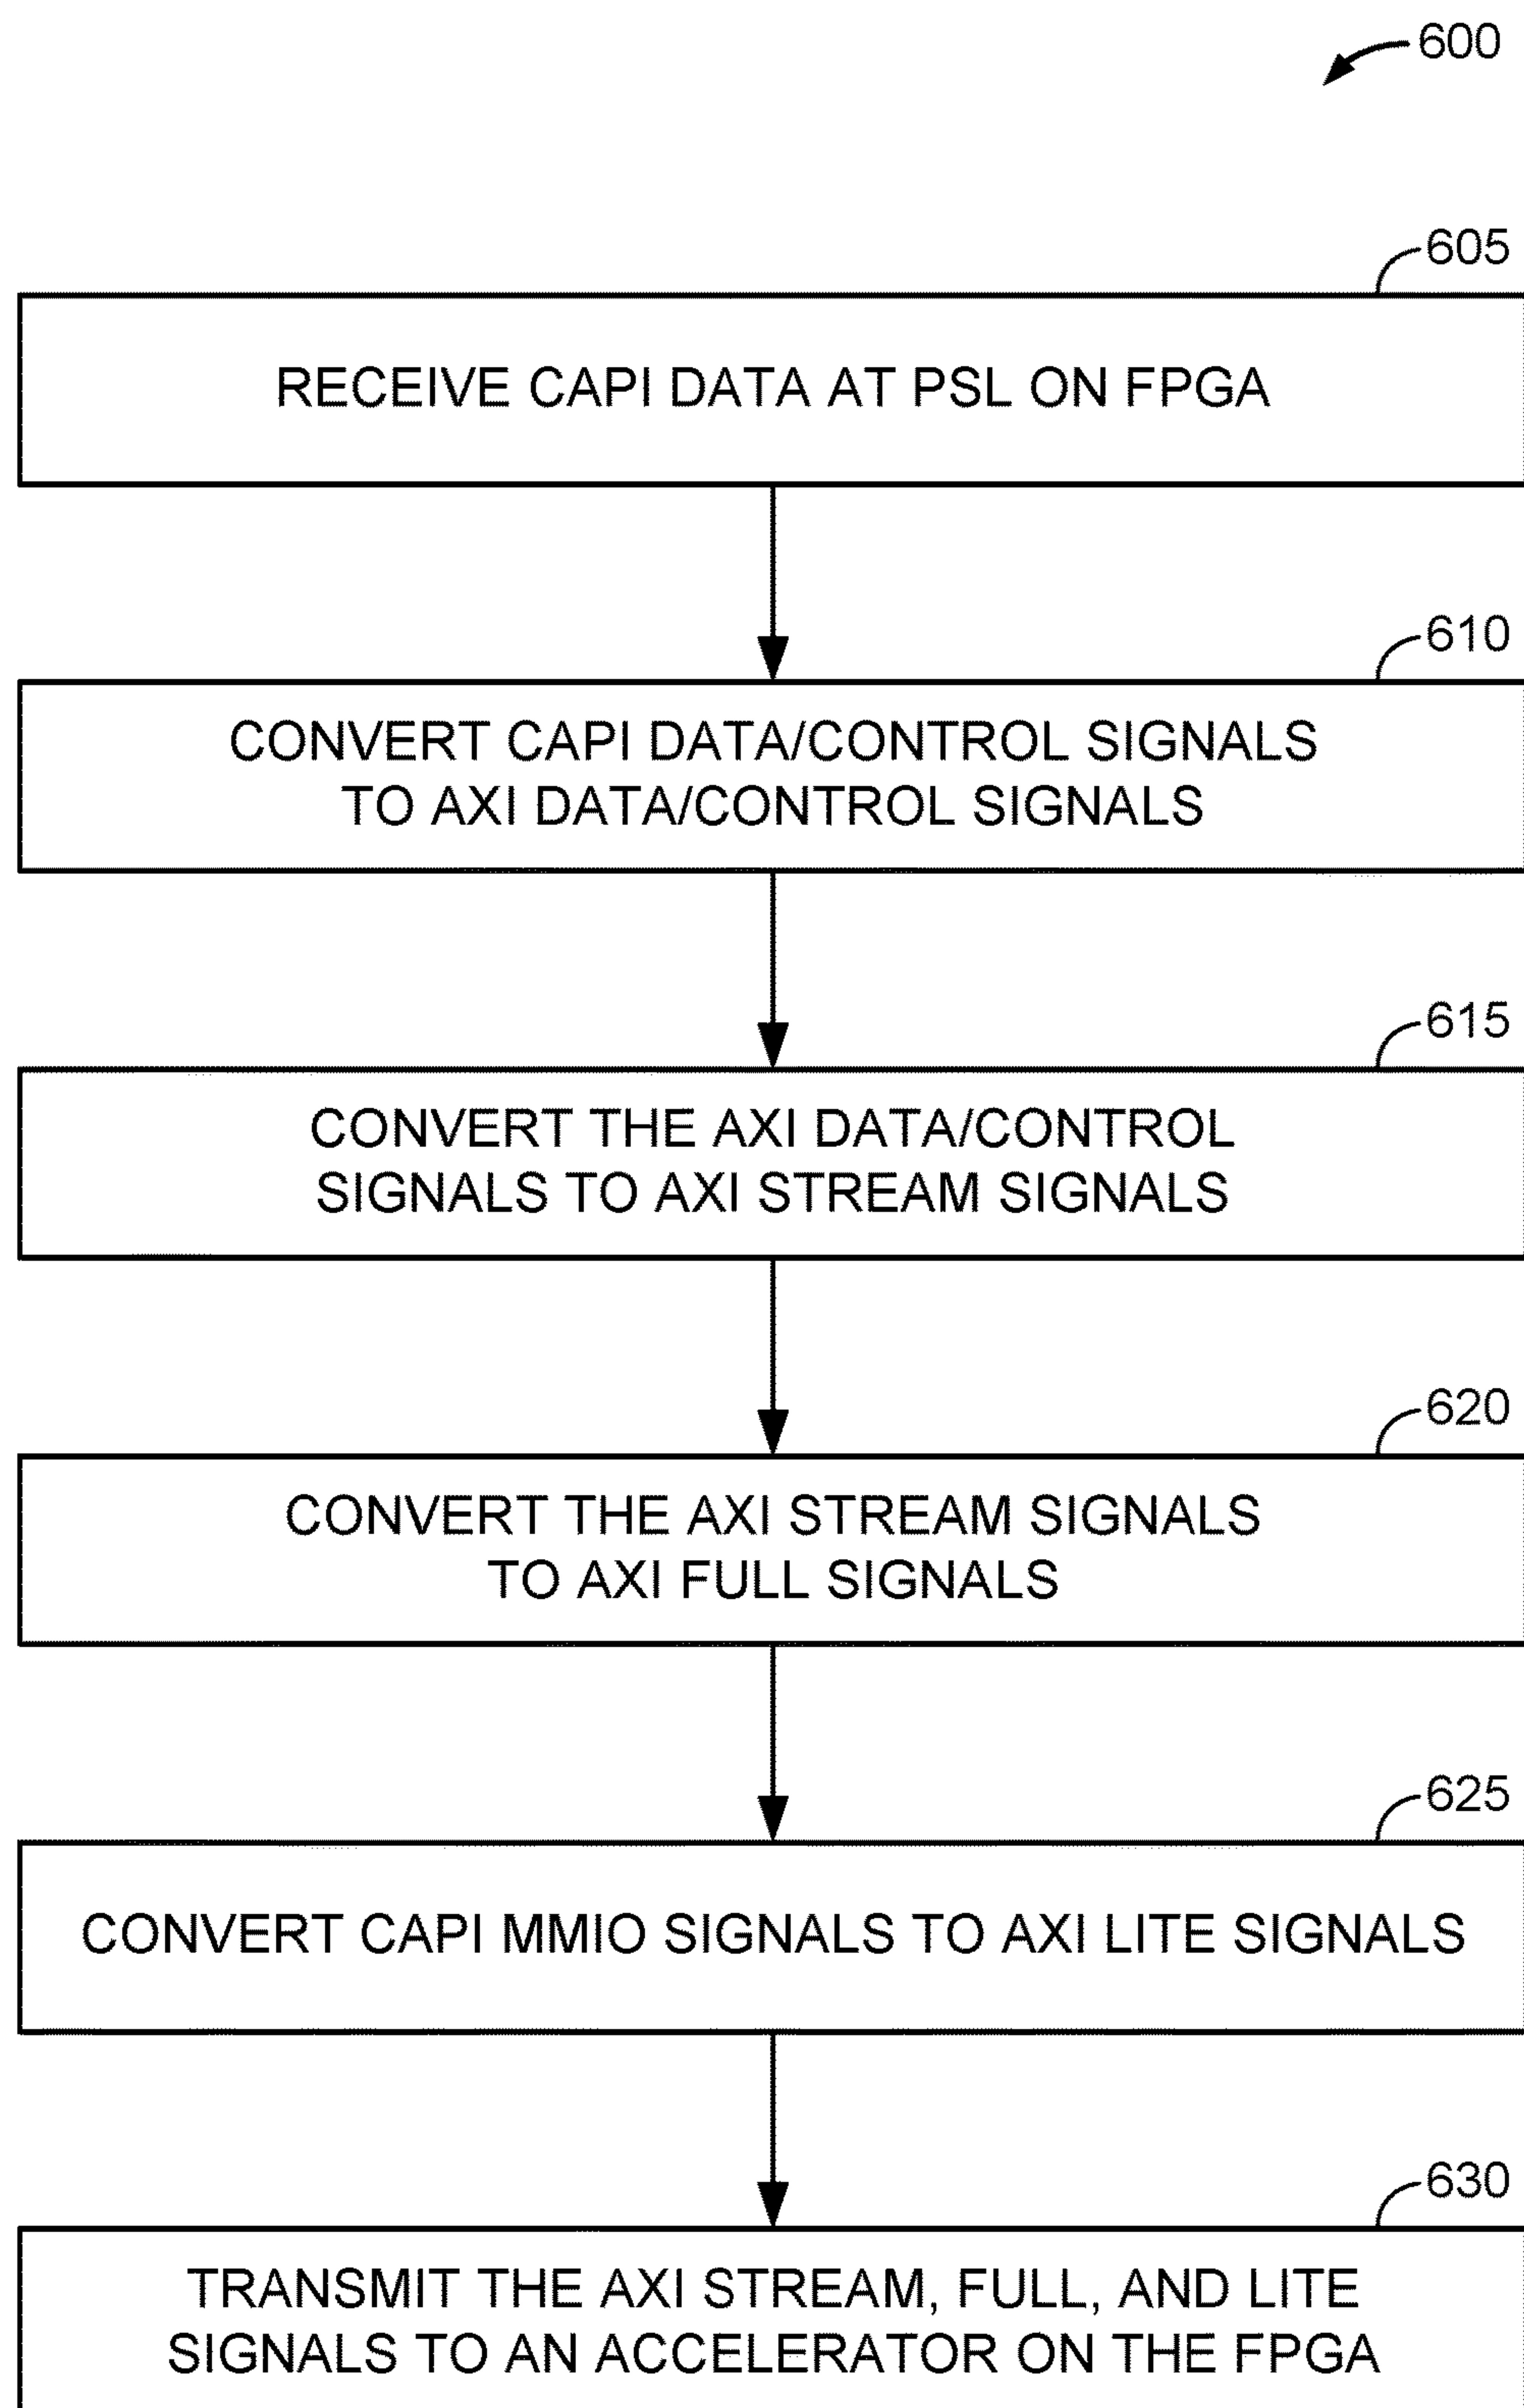 600
605
RECEIVE CAPI DATA AT PSL ON FPGA
610
CONVERT CAPI DATA/CONTROL SIGNALS
TO AXI DATA/CONTROL SIGNALS
615
CONVERT THE AXI DATA/CONTROL
SIGNALS TO AXI STREAM SIGNALS
620
CONVERT THE AXI STREAM SIGNALS
TO AXI FULL SIGNALS
625
CONVERT CAPI MMIO SIGNALS TO AXI LITE SIGNALS
630
TRANSMIT THE AXI STREAM, FULL, AND LITE
SIGNALS TO AN ACCELERATOR ON THE FPGA